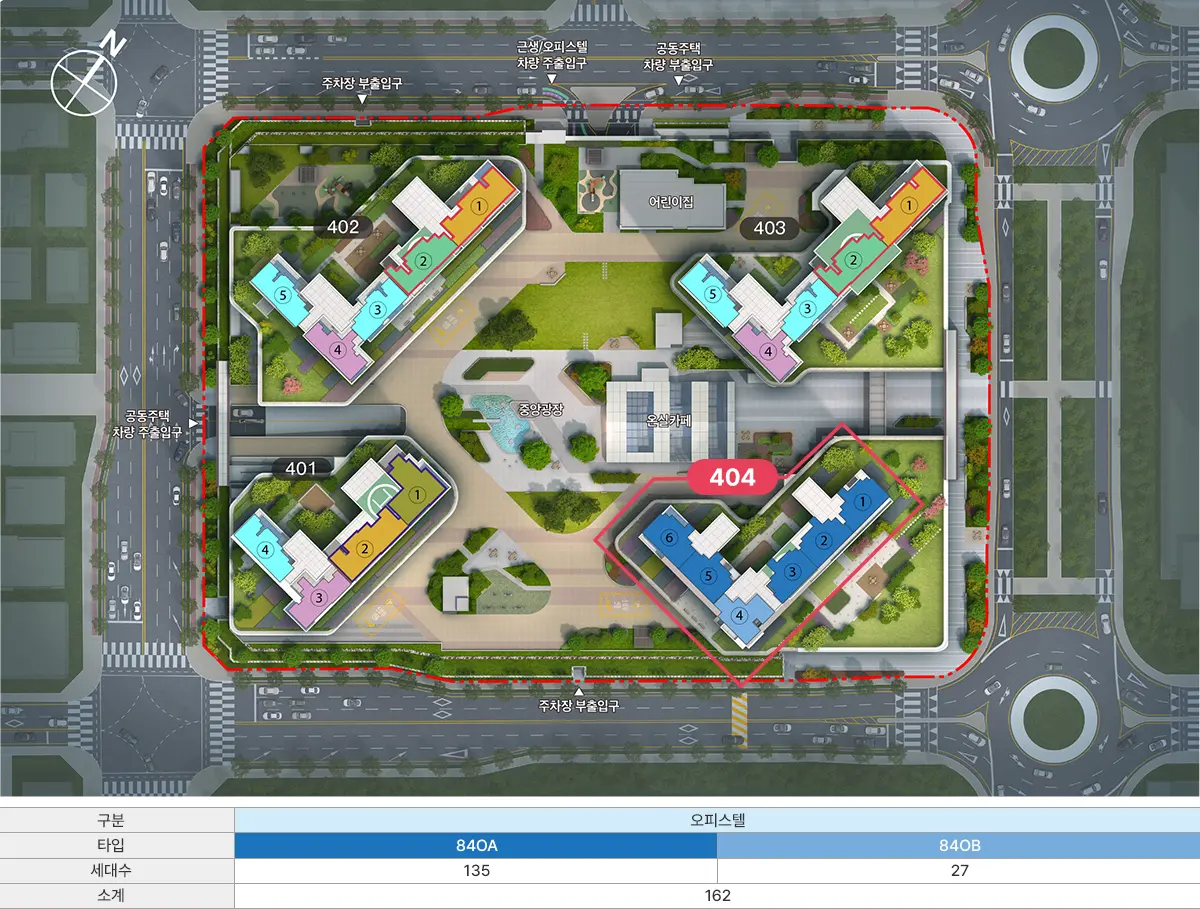 N
근생/오피스텔
차량 주출입구
공동주택
차량 부출입구
주차장 부출입구
402
①
②
③
④
⑤
어린이집
403
①
②
③
④
⑤
중앙광장
온실카페
공동주택
차량 주출입구
401
①
②
③
④
404
①
②
③
④
⑤
⑥
주차장 부출입구
구분 오피스텔
타입 84OA 84OB
세대수 135 27
소계 162